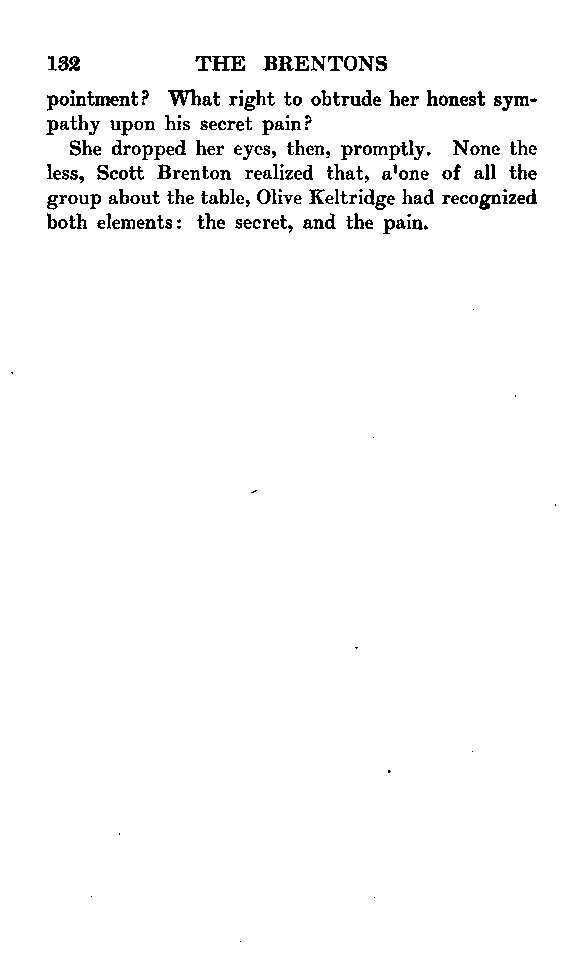 132 THE BRENTONS
pointment? What right to obtrude her honest sym-
pathy upon his secret pain?
She dropped her eyes, then, promptly. None the
less, Scott Brenton realized that, a'one of all the
group about the table, Olive Keltridge had recognized
both elements: the secret, and the pain.